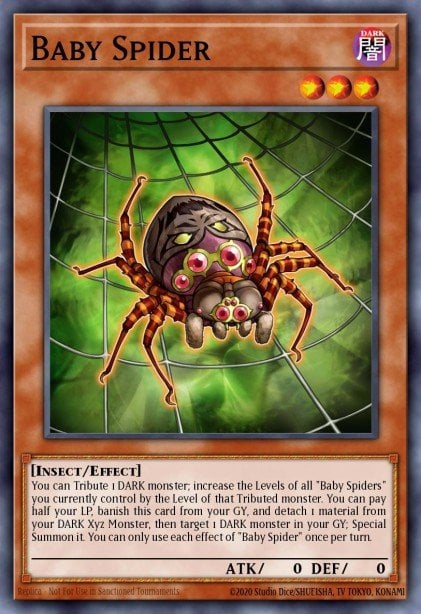 BABY SPIDER
DARK
闇
[INSECT/EFFECT]
You can Tribute 1 DARK monster; increase the Levels of all "Baby Spiders"
you currently control by the Level of that Tributed monster. You can pay
half your LP, banish this card from your GY, and detach 1 material from
your DARK Xyz Monster, then target 1 DARK monster in your GY; Special
Summon it. You can only use each effect of "Baby Spider" once per turn.
ATK/ 0 DEF/ 0
Replica - Not For Use in Sanctioned Tournaments. ©2020 Studio Dice/SHUEISHA, TV TOKYO, KONAMI